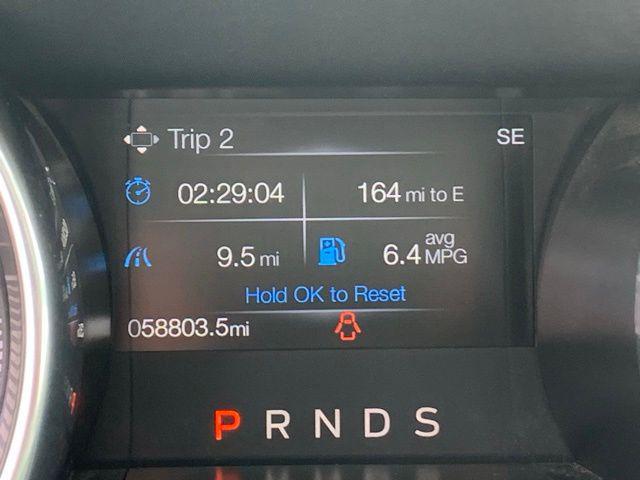 Trip 2 SE
02:29:04 164 mi to E
9.5 mi 6.4 avg MPG
Hold OK to Reset
058803.5mi
P R N D S